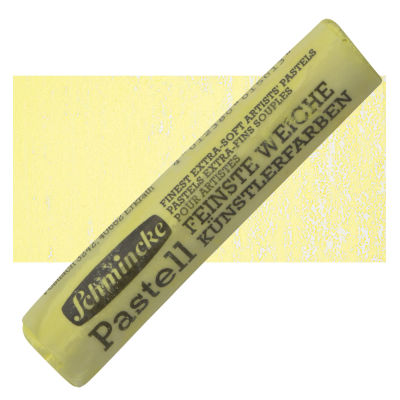 FINEST EXTRA-SOFT ARTISTS' PASTELS
PASTELS EXTRA-FINS SOUPLES
POUR ARTISTES
FEINSTE WEICHE
KÜNSTLERFARBEN
Schmincke
Pastell